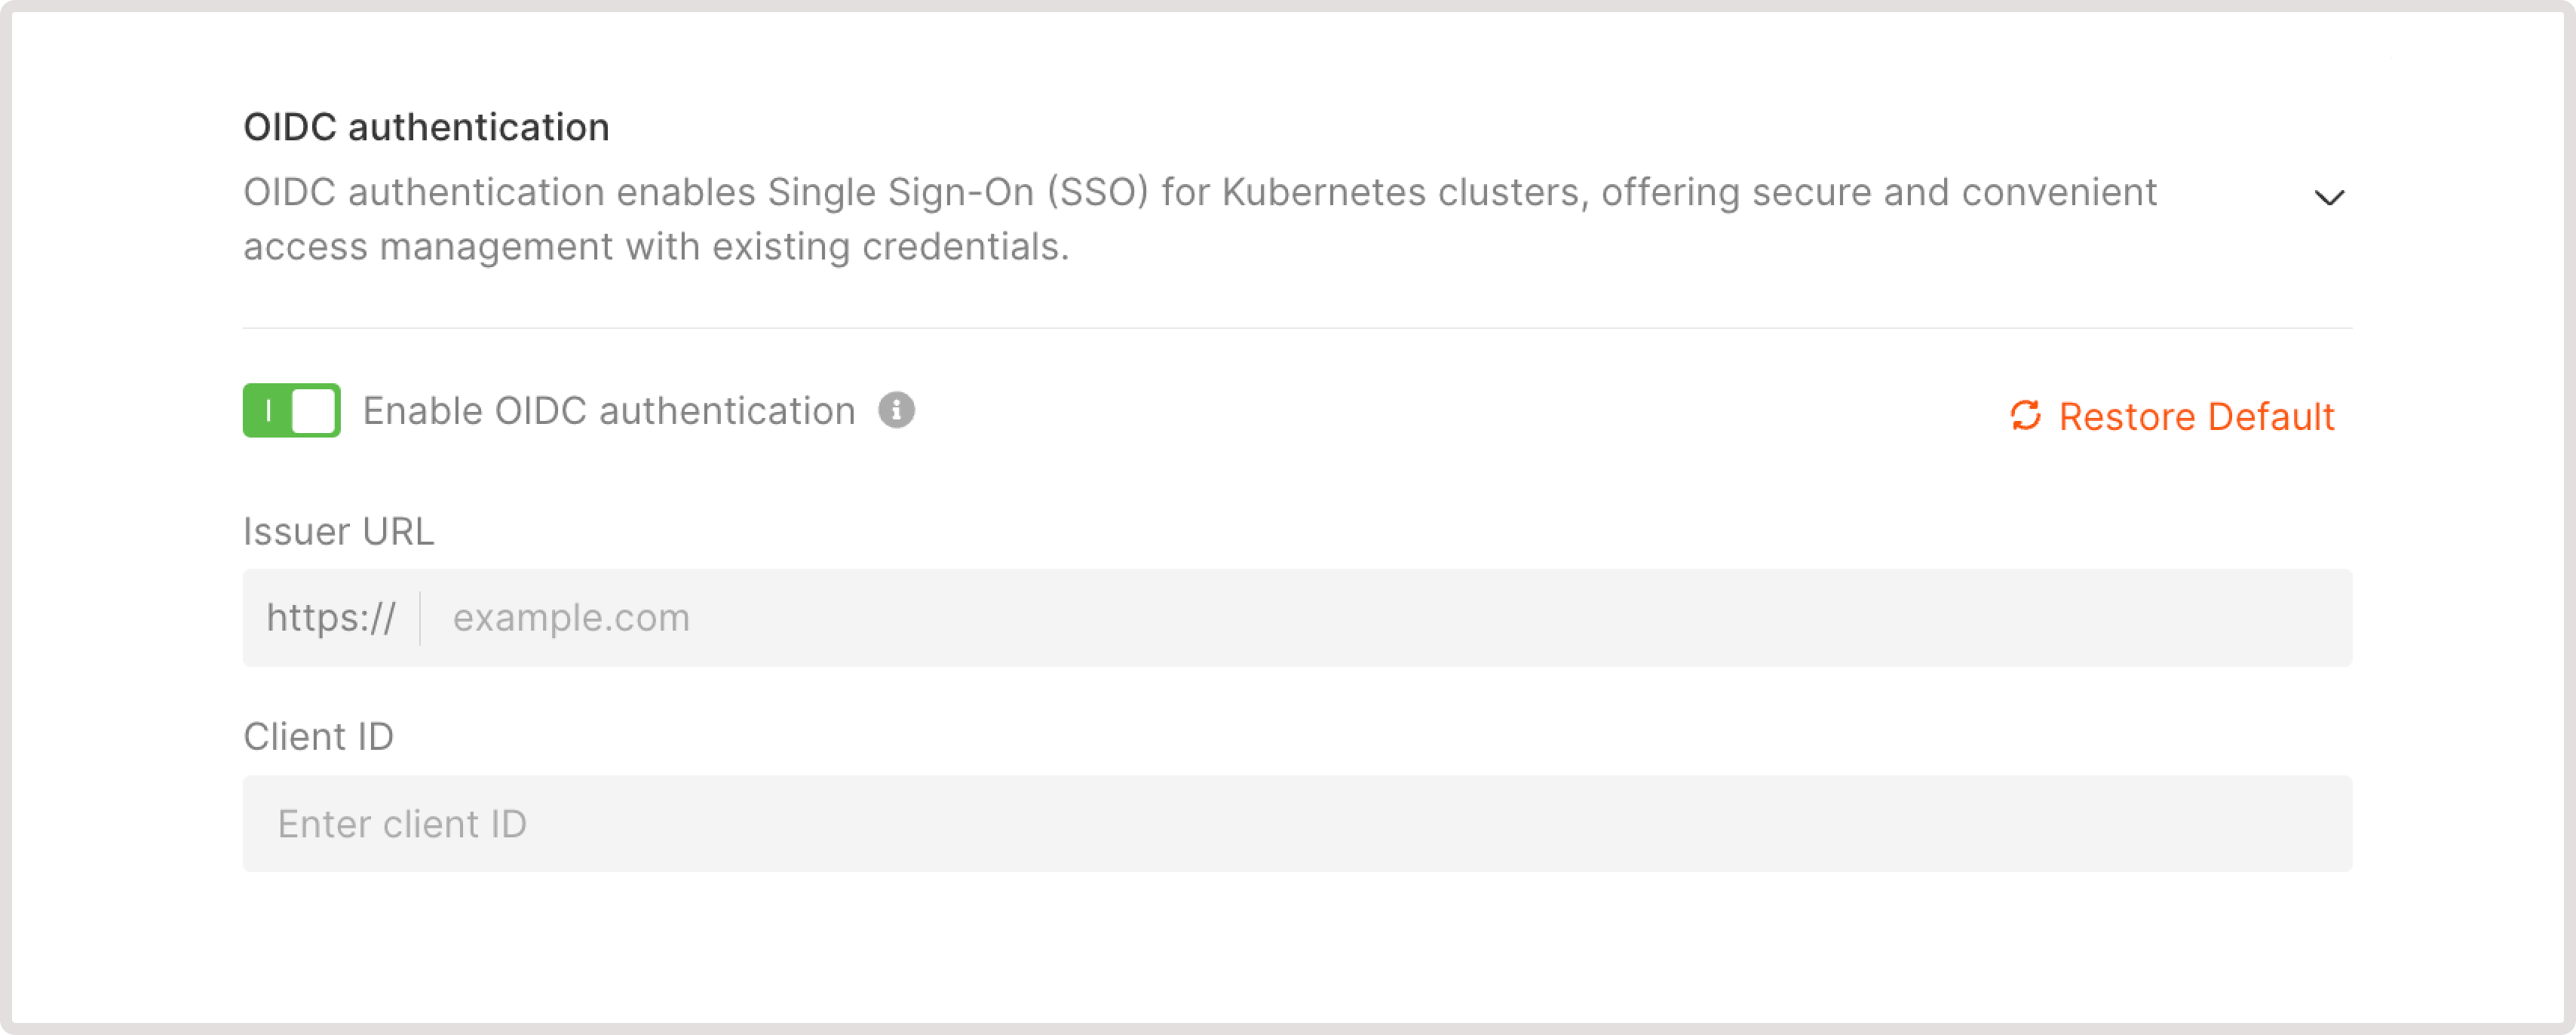 OIDC authentication
OIDC authentication enables Single Sign-On (SSO) for Kubernetes clusters, offering secure and convenient
access management with existing credentials.
Enable OIDC authentication
Restore Default
Issuer URL
https:// example.com
Client ID
Enter client ID